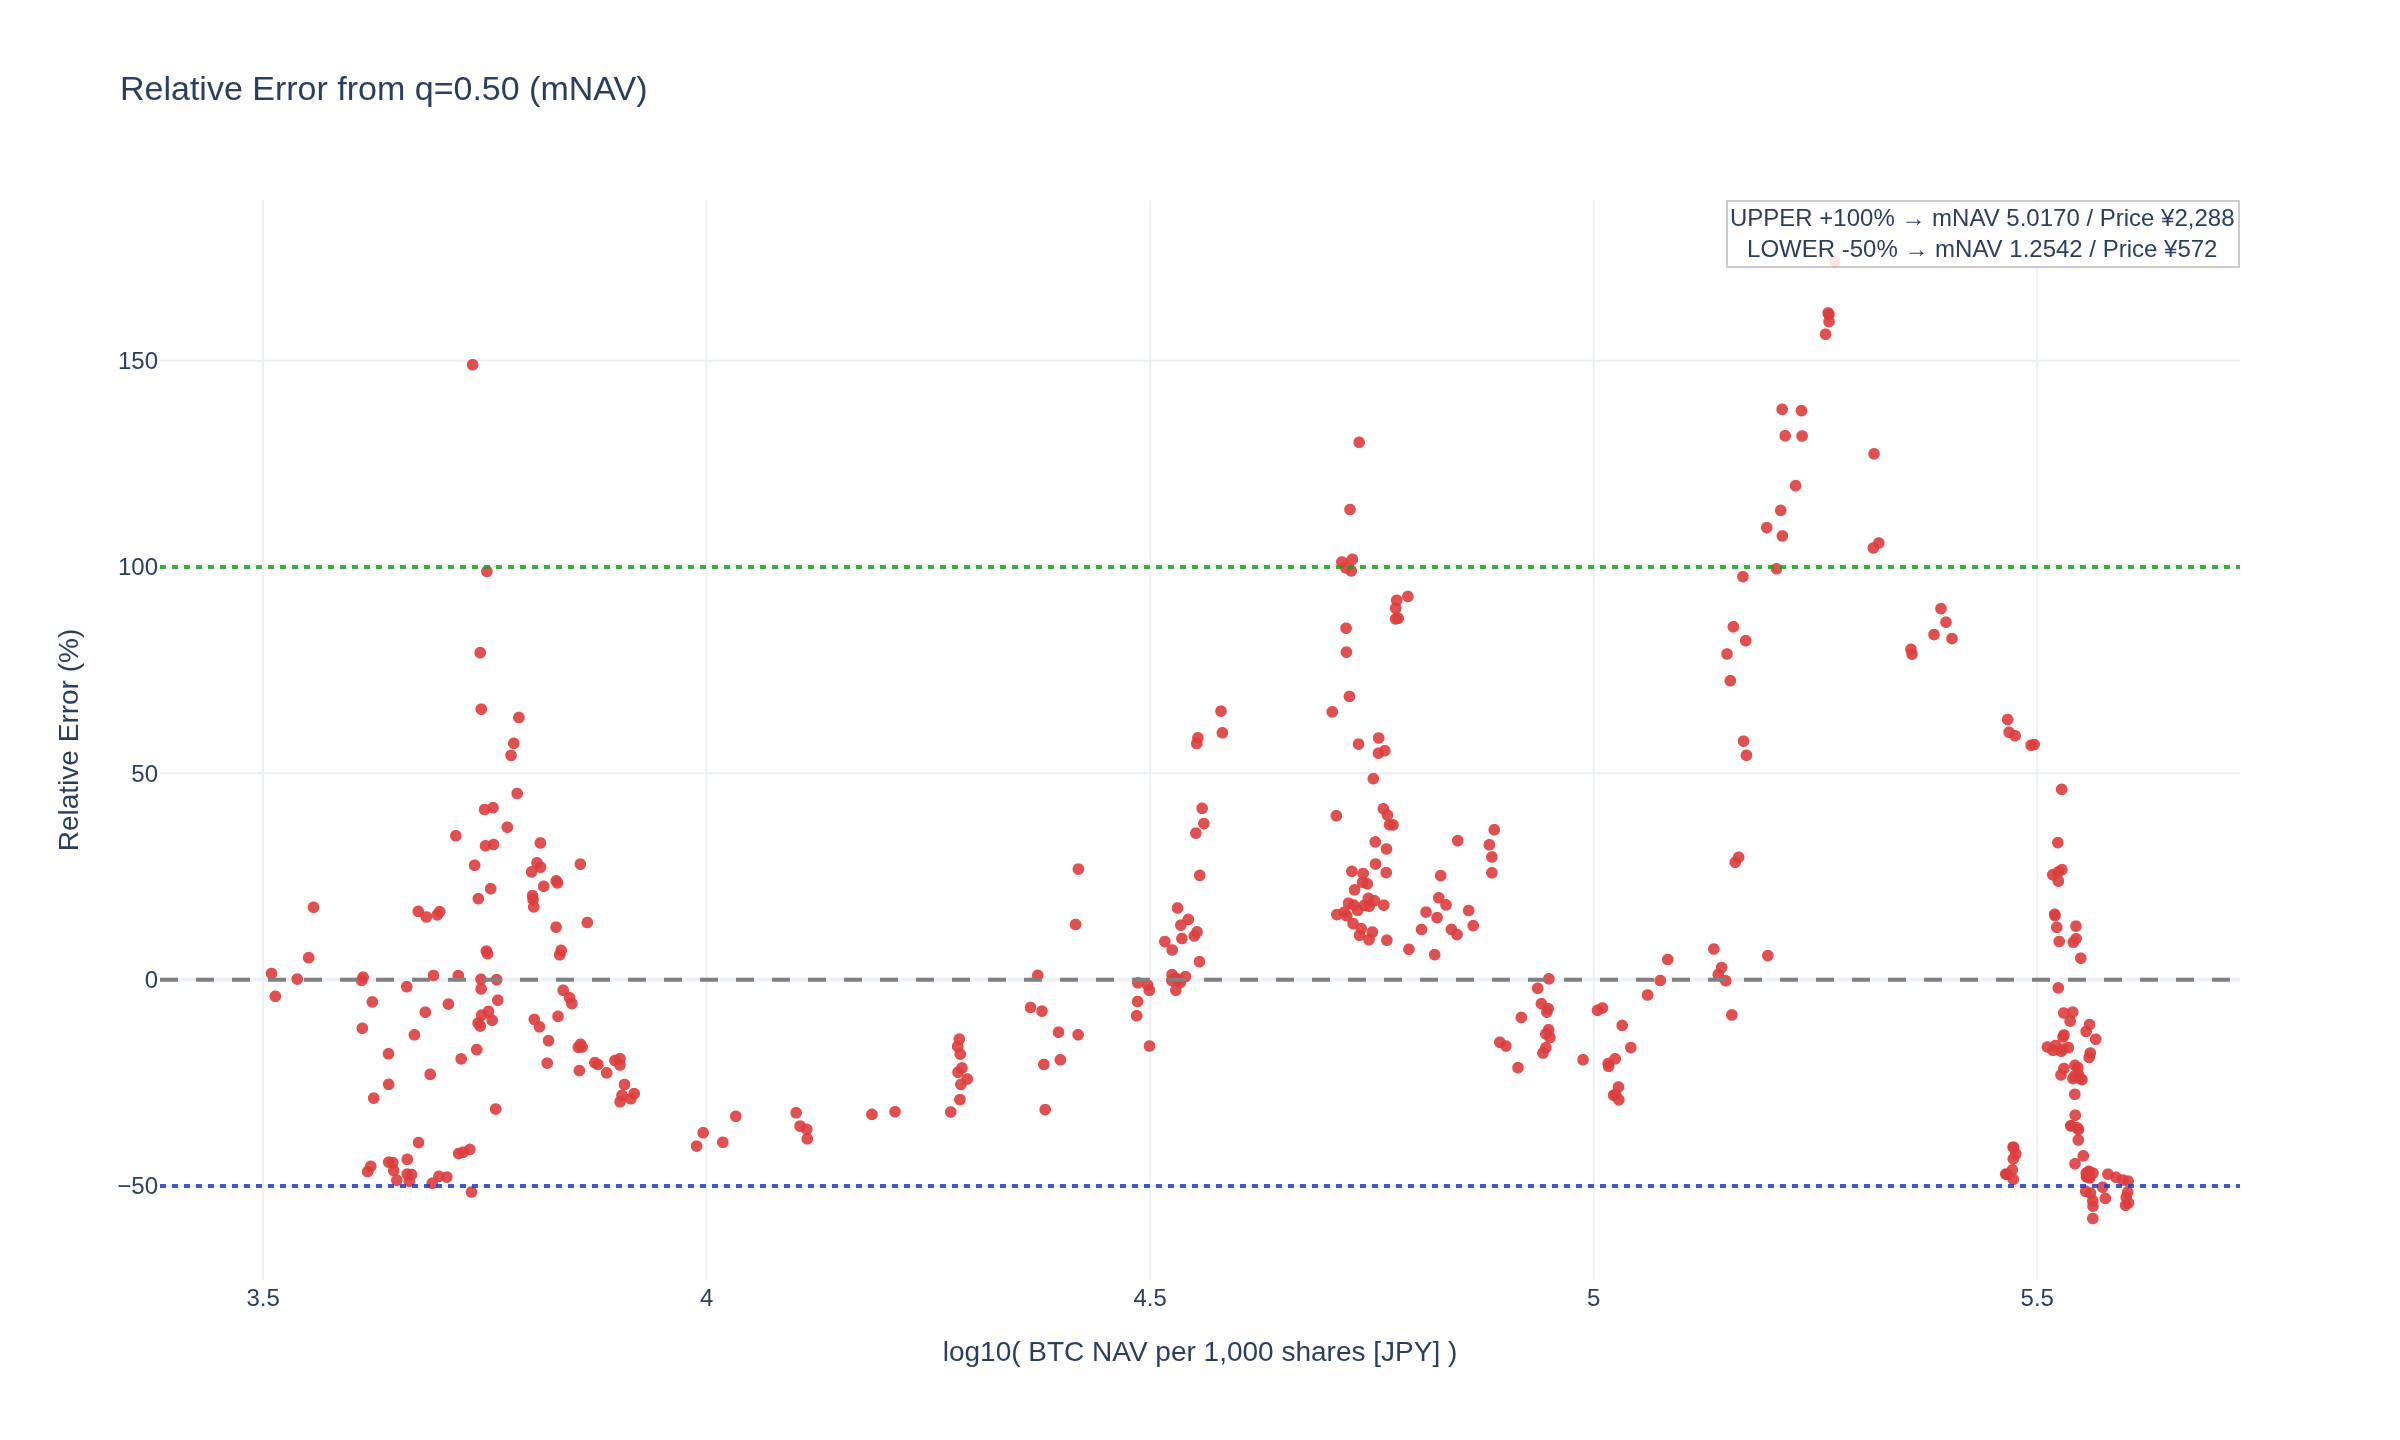 Relative Error from q=0.50 (mNAV)
UPPER +100% → mNAV 5.0170 / Price ¥2,288
LOWER -50% → mNAV 1.2542 / Price ¥572
150
100
50
0
−50
Relative Error (%)
3.5
4
4.5
5
5.5
log10( BTC NAV per 1,000 shares [JPY] )